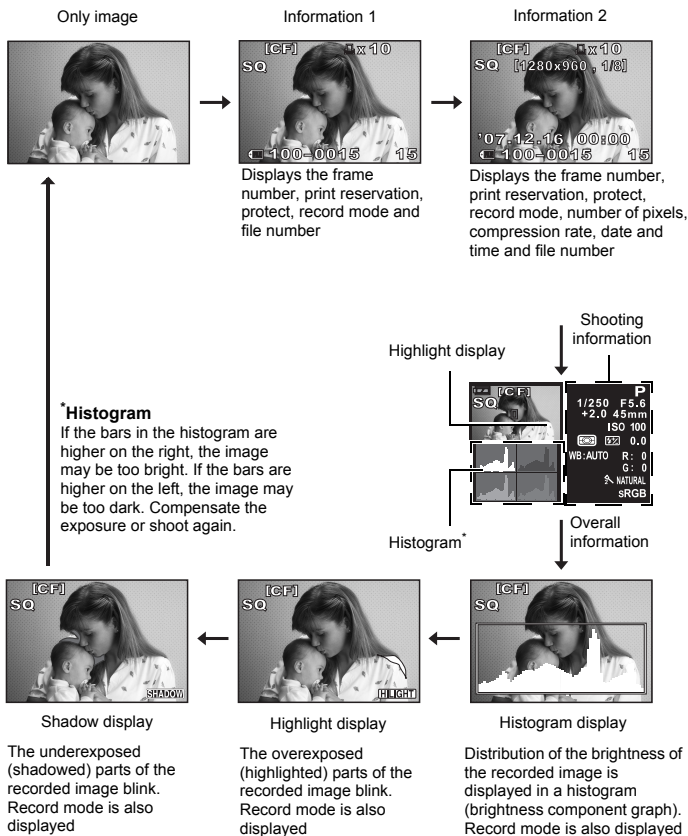 Only image
Information 1
Information 2
[CF]
x 10
SQ
100-0015
15
[CF]
x 10
SQ
[1280x960 , 1/8]
'07.12.16 00:00
100-0015
15
Displays the frame
number, print reservation,
protect, record mode and
file number
Displays the frame number,
print reservation, protect,
record mode, number of pixels,
compression rate, date and
time and file number
Shooting
information
Highlight display
[CF]
SQ
P
1/250 F5.6
+2.0 45mm
ISO 100
0.0
WB:AUTO R: 0
G: 0
NATURAL
sRGB
Histogram*
Overall
information
*Histogram
If the bars in the histogram are
higher on the right, the image
may be too bright. If the bars are
higher on the left, the image may
be too dark. Compensate the
exposure or shoot again.
[CF]
SQ
SHADOW
[CF]
SQ
HILIGHT
[CF]
SQ
Shadow display
Highlight display
Histogram display
The underexposed
(shadowed) parts of the
recorded image blink.
Record mode is also
displayed
The overexposed
(highlighted) parts of the
recorded image blink.
Record mode is also
displayed
Distribution of the brightness of
the recorded image is
displayed in a histogram
(brightness component graph).
Record mode is also displayed